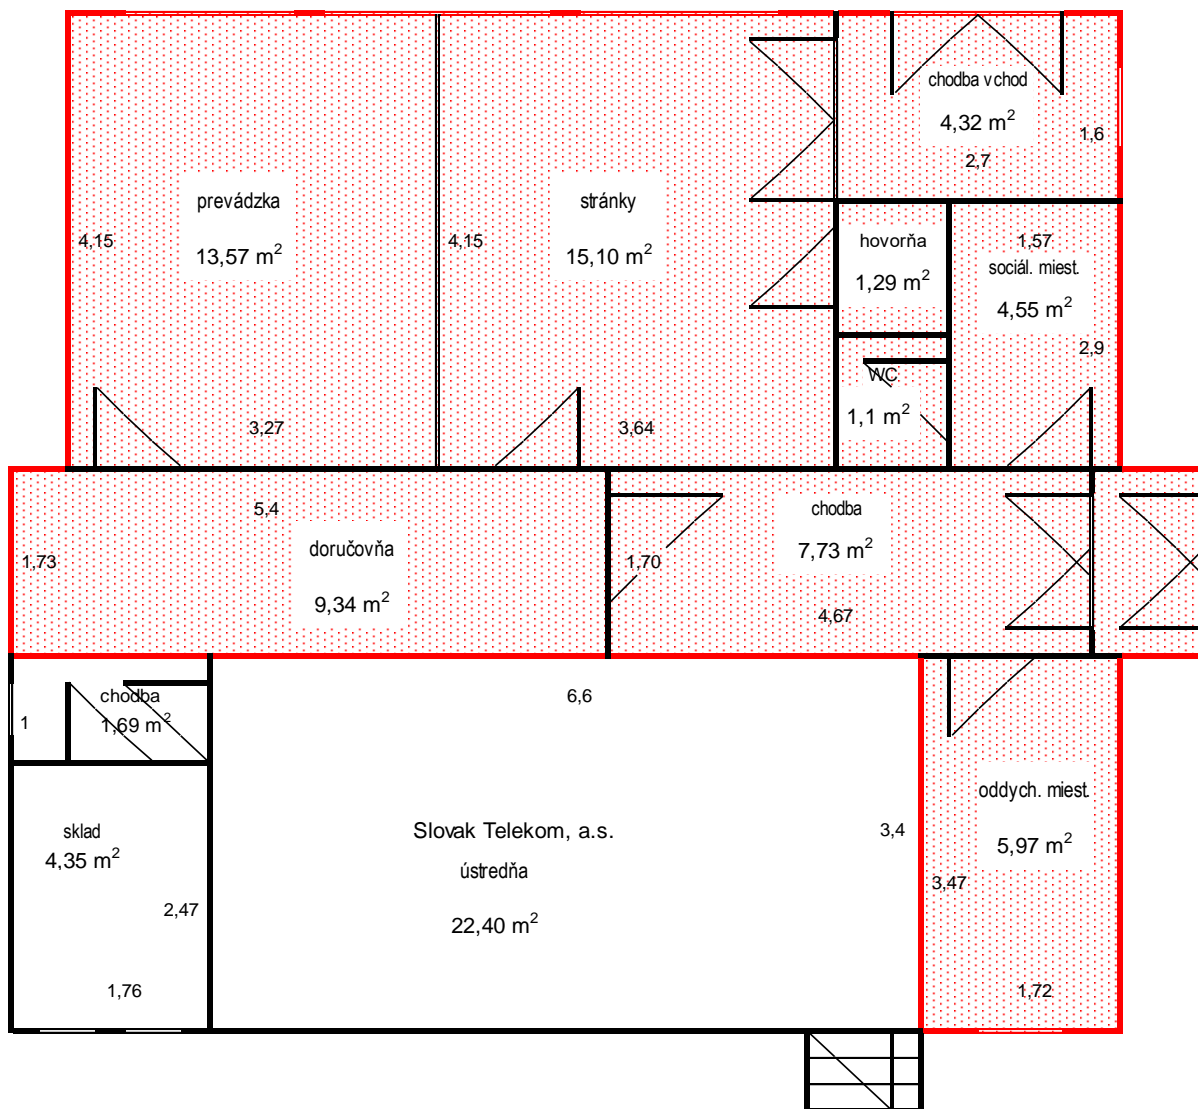 chodba vchod
4,32 m²
1,6
2,7
prevádzka
4,15
13,57 m²
3,27
stránky
4,15
15,10 m²
3,64
hovorňa
1,29 m²
1,57
sociál. miest.
4,55 m²
2,9
WC
1,1 m²
5,4
doručovňa
1,73
9,34 m²
chodba
7,73 m²
1,70
4,67
chodba
1,69 m²
1
6,6
sklad
4,35 m²
2,47
1,76
Slovak Telekom, a.s.
ústredňa
22,40 m²
3,4
oddych. miest.
5,97 m²
3,47
1,72